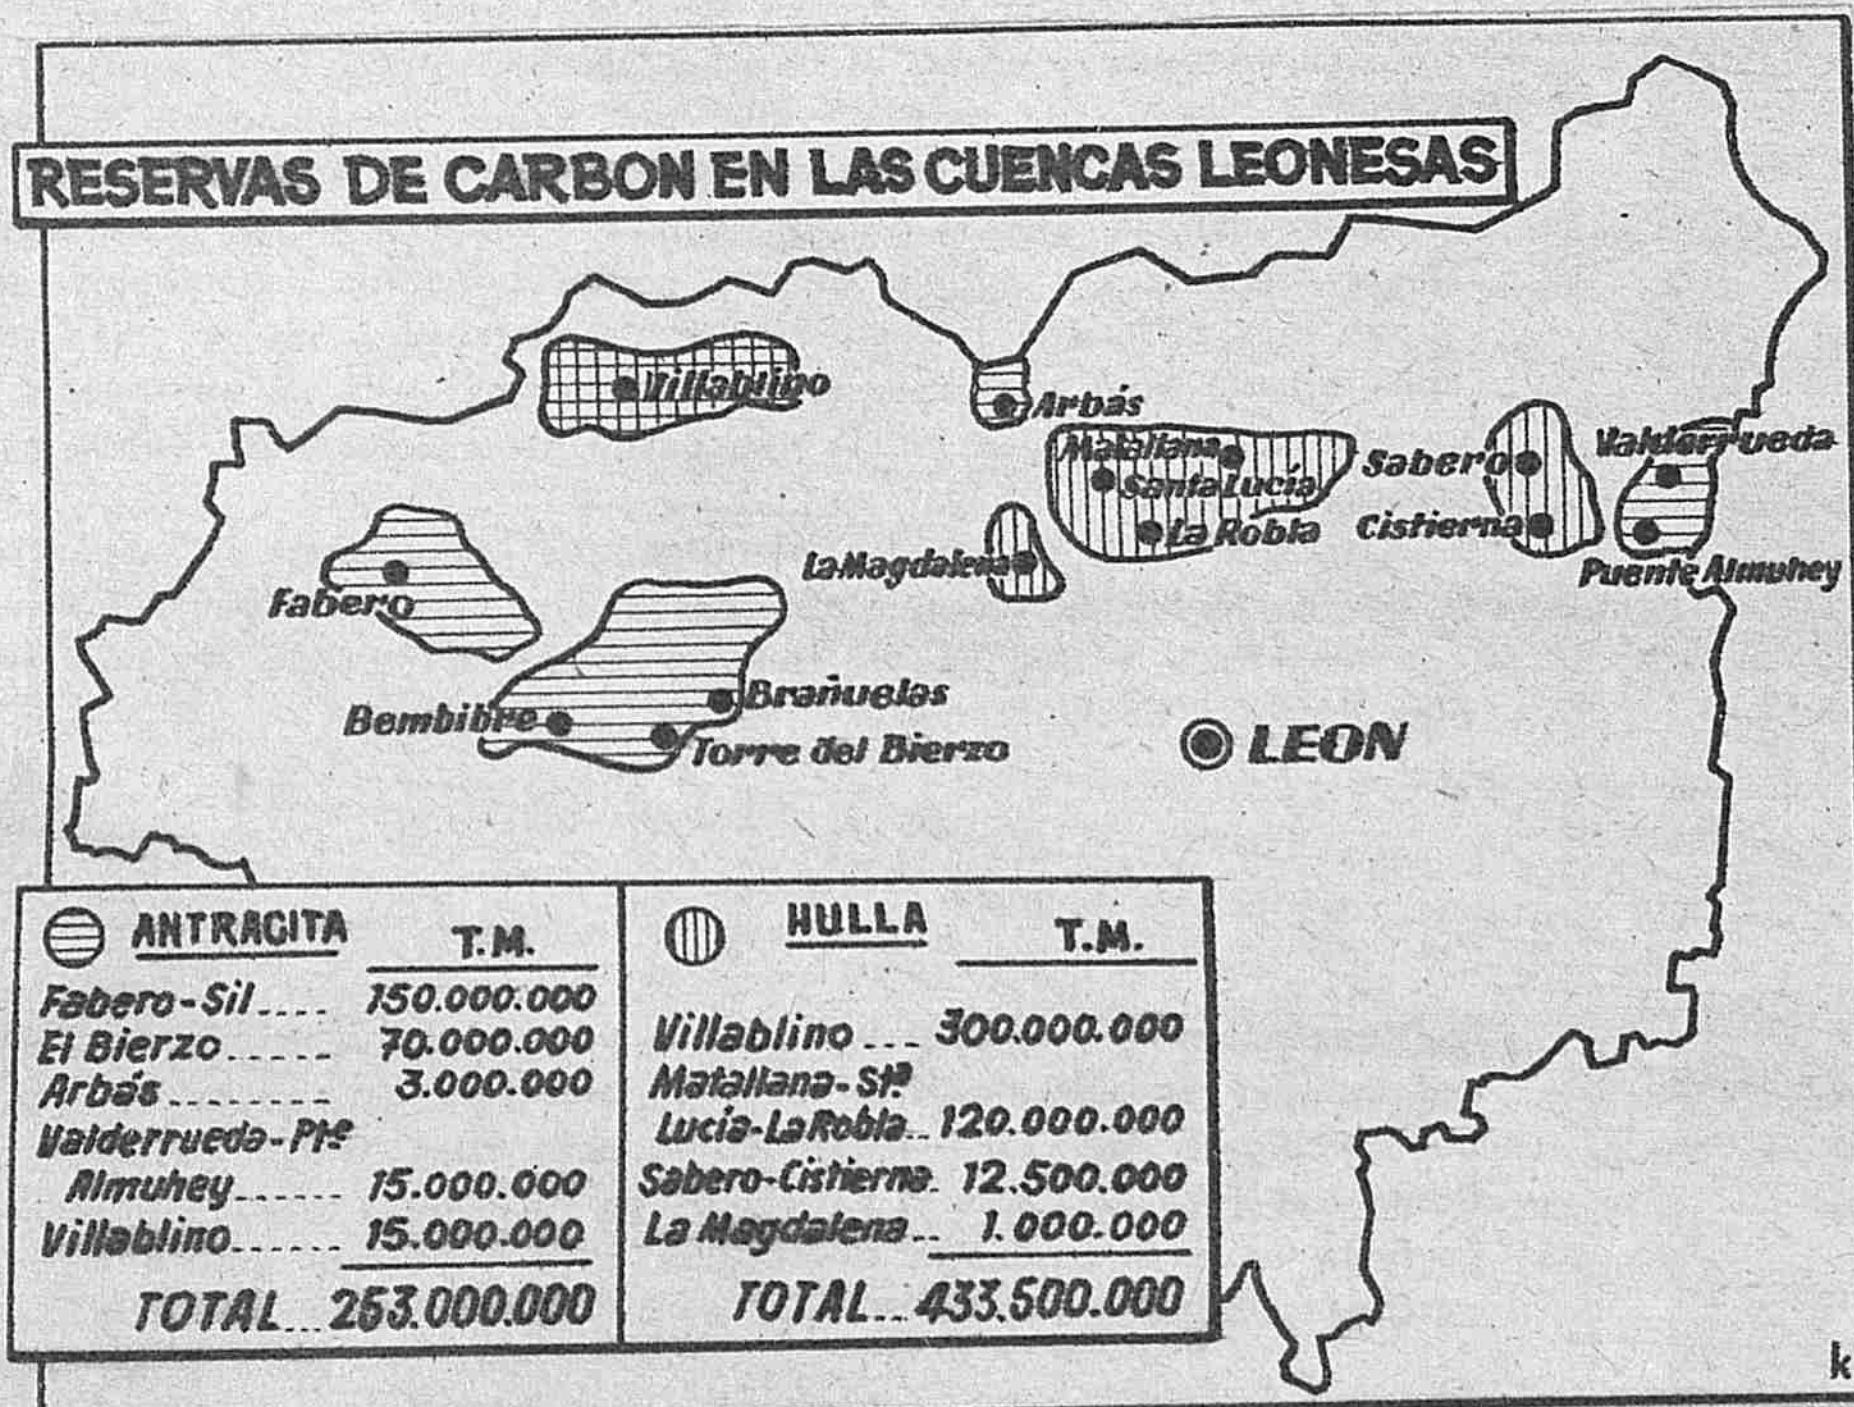 RESERVAS DE CARBON EN LAS CUENCAS LEONESAS
Villablino
Arbás
Matallana
Santa Lucía
La Robla
Sabero
Cistierna
Valderrueda
Puente Almuhey
La Magdalena
Fabero
Bembibre
Brañuelas
Torre del Bierzo
LEON
ANTRACITA T.M.
Fabero-Sil.... 150.000.000
El Bierzo..... 70.000.000
Arbás........ 3.000.000
Valderrueda-Pte
Almuhey...... 15.000.000
Villablino...... 15.000.000
TOTAL... 253.000.000
HULLA T.M.
Villablino... 300.000.000
Matallana-Stª
Lucía-La Robla.. 120.000.000
Sabero-Cistierna. 12.500.000
La Magdalena.. 1.000.000
TOTAL... 433.500.000
k